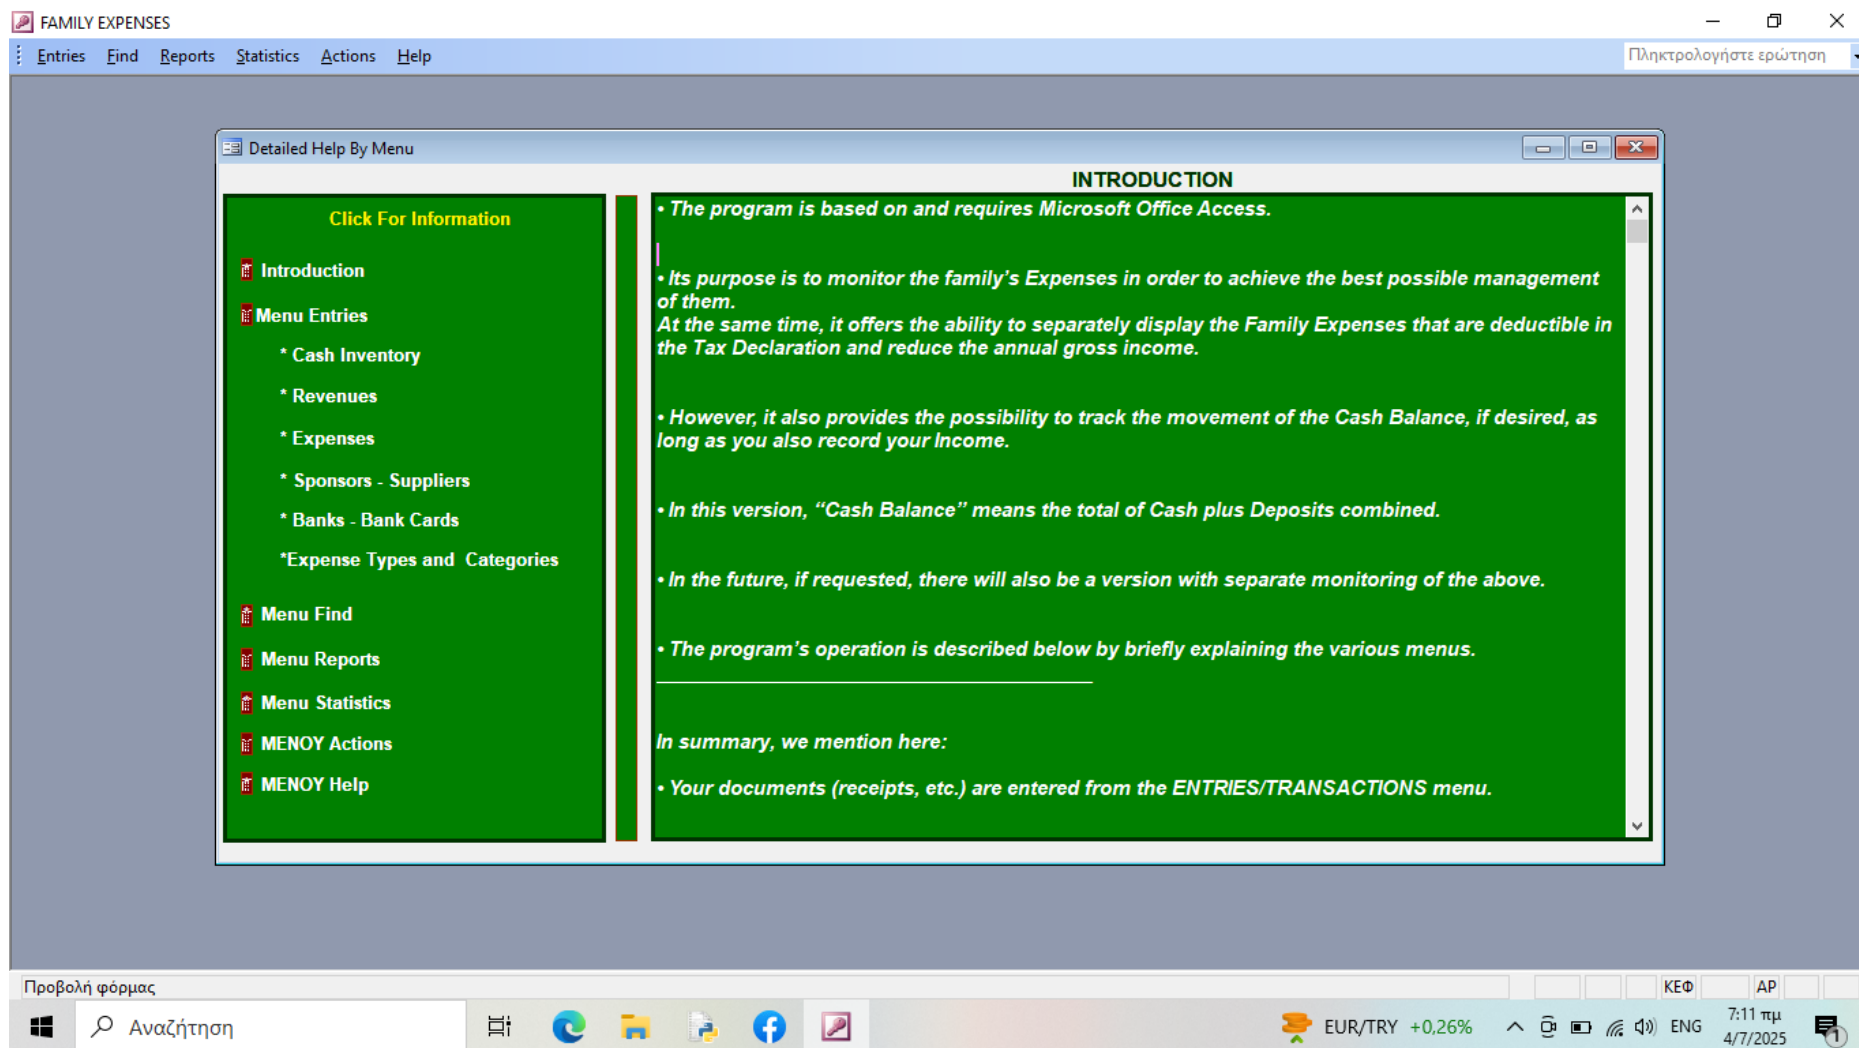 FAMILY EXPENSES
Entries Find Reports Statistics Actions Help
Πληκτρολογήστε ερώτηση
Detailed Help By Menu
INTRODUCTION
Click For Information
Introduction
Menu Entries
* Cash Inventory
* Revenues
* Expenses
* Sponsors - Suppliers
* Banks - Bank Cards
*Expense Types and Categories
Menu Find
Menu Reports
Menu Statistics
MENOY Actions
MENOY Help
• The program is based on and requires Microsoft Office Access.
• Its purpose is to monitor the family’s Expenses in order to achieve the best possible management
of them.
At the same time, it offers the ability to separately display the Family Expenses that are deductible in
the Tax Declaration and reduce the annual gross income.
• However, it also provides the possibility to track the movement of the Cash Balance, if desired, as
long as you also record your Income.
• In this version, “Cash Balance” means the total of Cash plus Deposits combined.
• In the future, if requested, there will also be a version with separate monitoring of the above.
• The program’s operation is described below by briefly explaining the various menus.
In summary, we mention here:
• Your documents (receipts, etc.) are entered from the ENTRIES/TRANSACTIONS menu.
Προβολή φόρμας
ΚΕΦ ΑΡ
Αναζήτηση
EUR/TRY +0,26%
ENG
7:11 πμ
4/7/2025
1